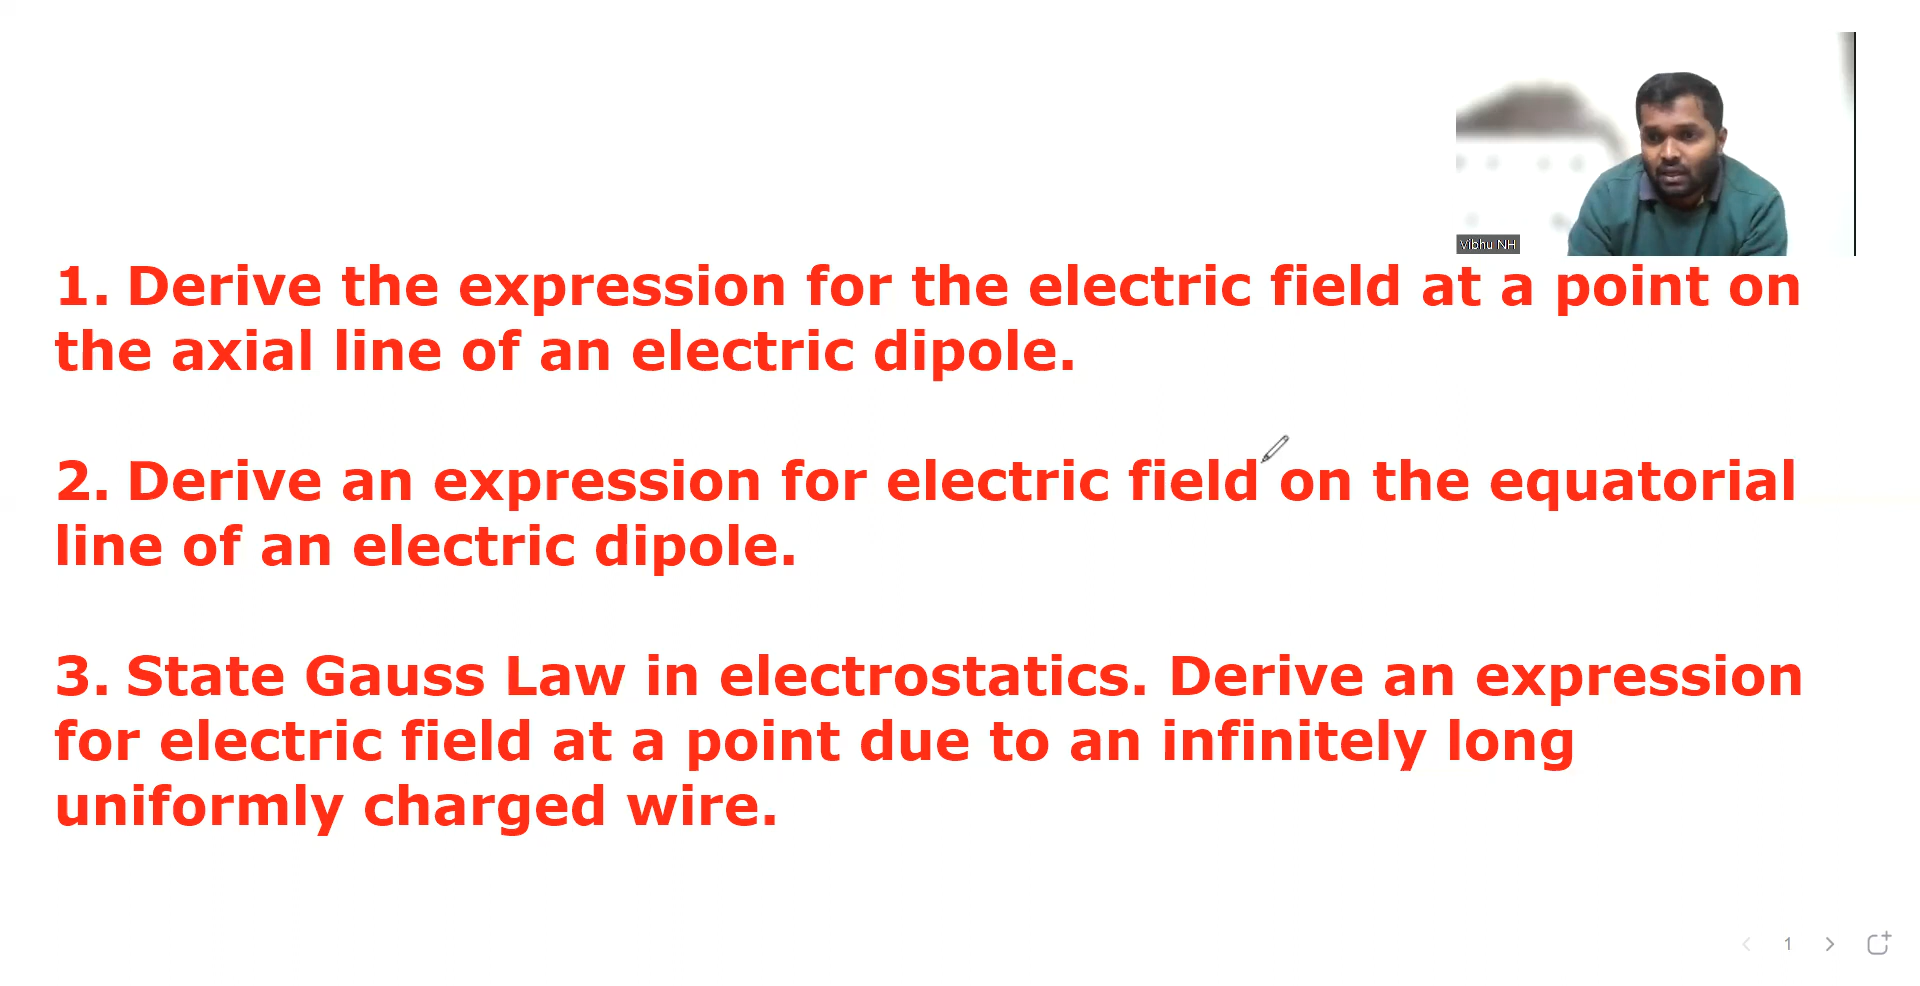 Vibhu NH
1. Derive the expression for the electric field at a point on
the axial line of an electric dipole.
2. Derive an expression for electric field on the equatorial
line of an electric dipole.
3. State Gauss Law in electrostatics. Derive an expression
for electric field at a point due to an infinitely long
uniformly charged wire.
1